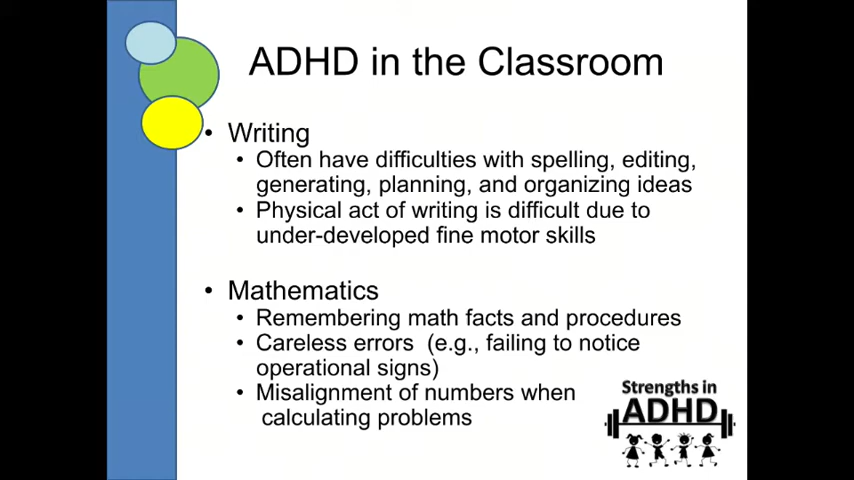 ADHD in the Classroom
• Writing
• Often have difficulties with spelling, editing,
generating, planning, and organizing ideas
• Physical act of writing is difficult due to
under-developed fine motor skills
• Mathematics
• Remembering math facts and procedures
• Careless errors (e.g., failing to notice
operational signs)
• Misalignment of numbers when
calculating problems
Strengths in
ADHD